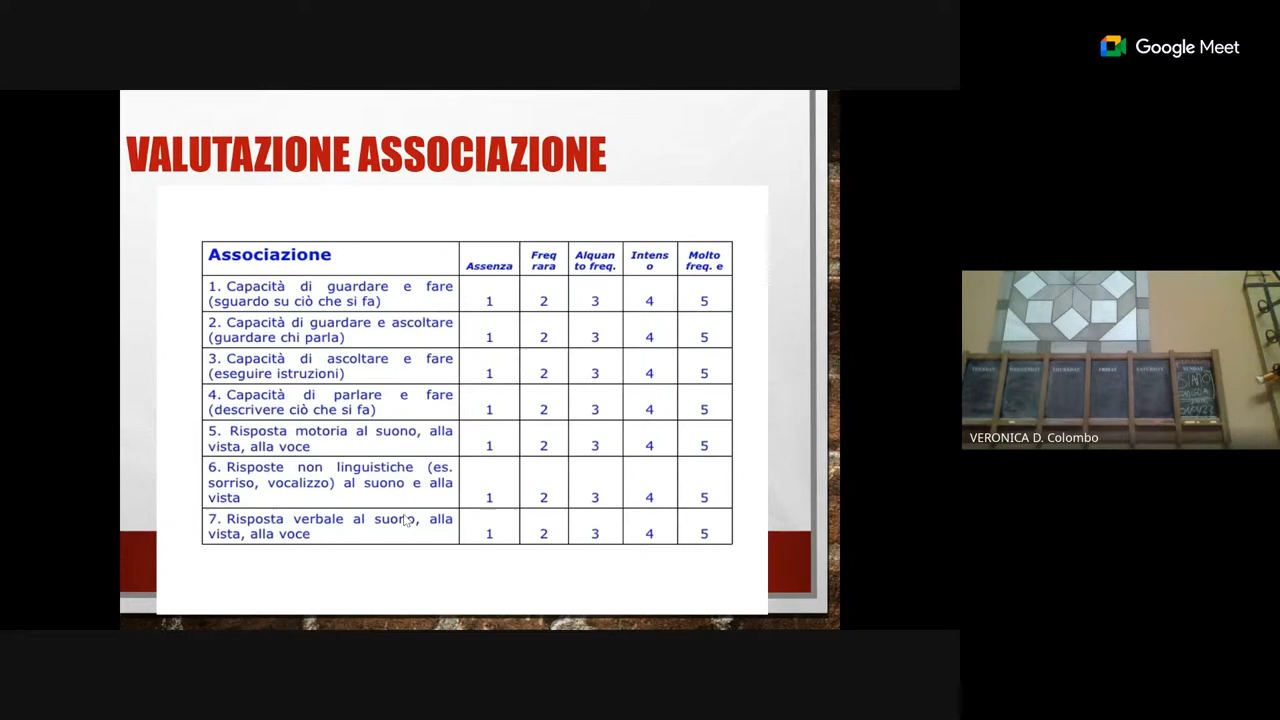 Google Meet
VALUTAZIONE ASSOCIAZIONE
Associazione
Assenza
Freq
rara
Alquan
to freq.
Intens
o
Molto
freq. e
1. Capacità di guardare e fare
(sguardo su ciò che si fa)
1 2 3 4 5
2. Capacità di guardare e ascoltare
(guardare chi parla)
1 2 3 4 5
3. Capacità di ascoltare e fare
(eseguire istruzioni)
1 2 3 4 5
4. Capacità di parlare e fare
(descrivere ciò che si fa)
1 2 3 4 5
5. Risposta motoria al suono, alla
vista, alla voce
1 2 3 4 5
6. Risposte non linguistiche (es.
sorriso, vocalizzo) al suono e alla
vista
1 2 3 4 5
7. Risposta verbale al suono, alla
vista, alla voce
1 2 3 4 5
TUESDAY
WEDNESDAY
THURSDAY
FRIDAY
SATURDAY
SUNDAY
VERONICA D. Colombo